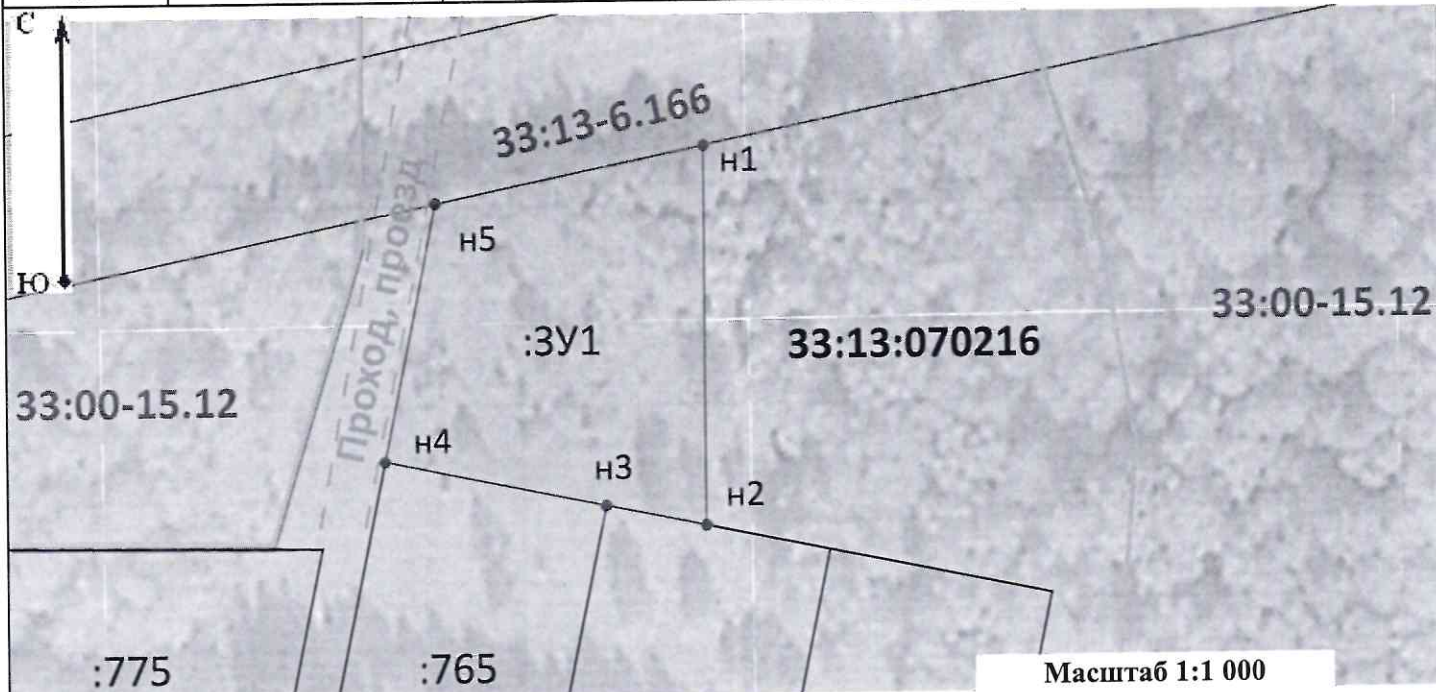 С
33:13-6.166
н1
Проход, проезд
н5
Ю
33:00-15.12
:ЗУ1
33:13:070216
33:00-15.12
н4
н3
н2
:775
:765
Масштаб 1:1 000